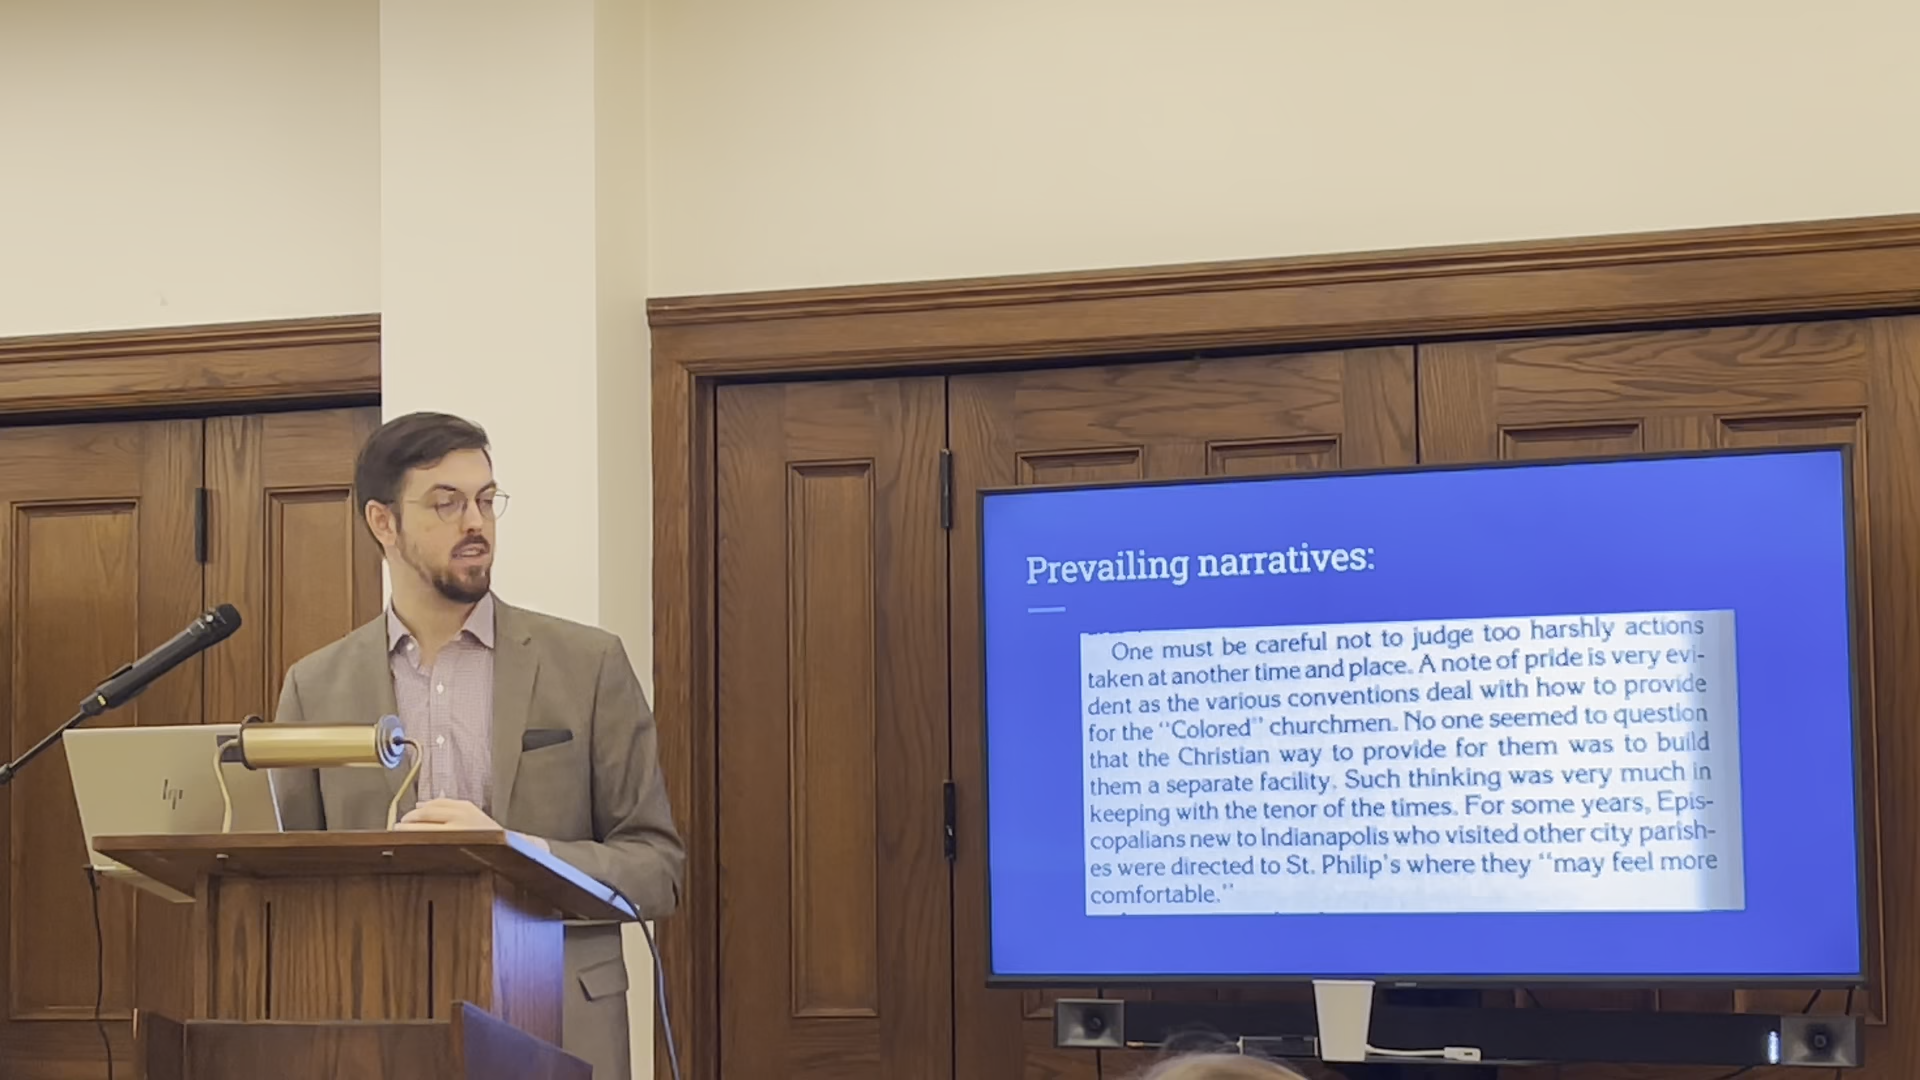 Prevailing narratives:
One must be careful not to judge too harshly actions
taken at another time and place. A note of pride is very evi-
dent as the various conventions deal with how to provide
for the "Colored" churchmen. No one seemed to question
that the Christian way to provide for them was to build
them a separate facility. Such thinking was very much in
keeping with the tenor of the times. For some years, Epis-
copalians new to Indianapolis who visited other city parish-
es were directed to St. Philip's where they "may feel more
comfortable."
hp